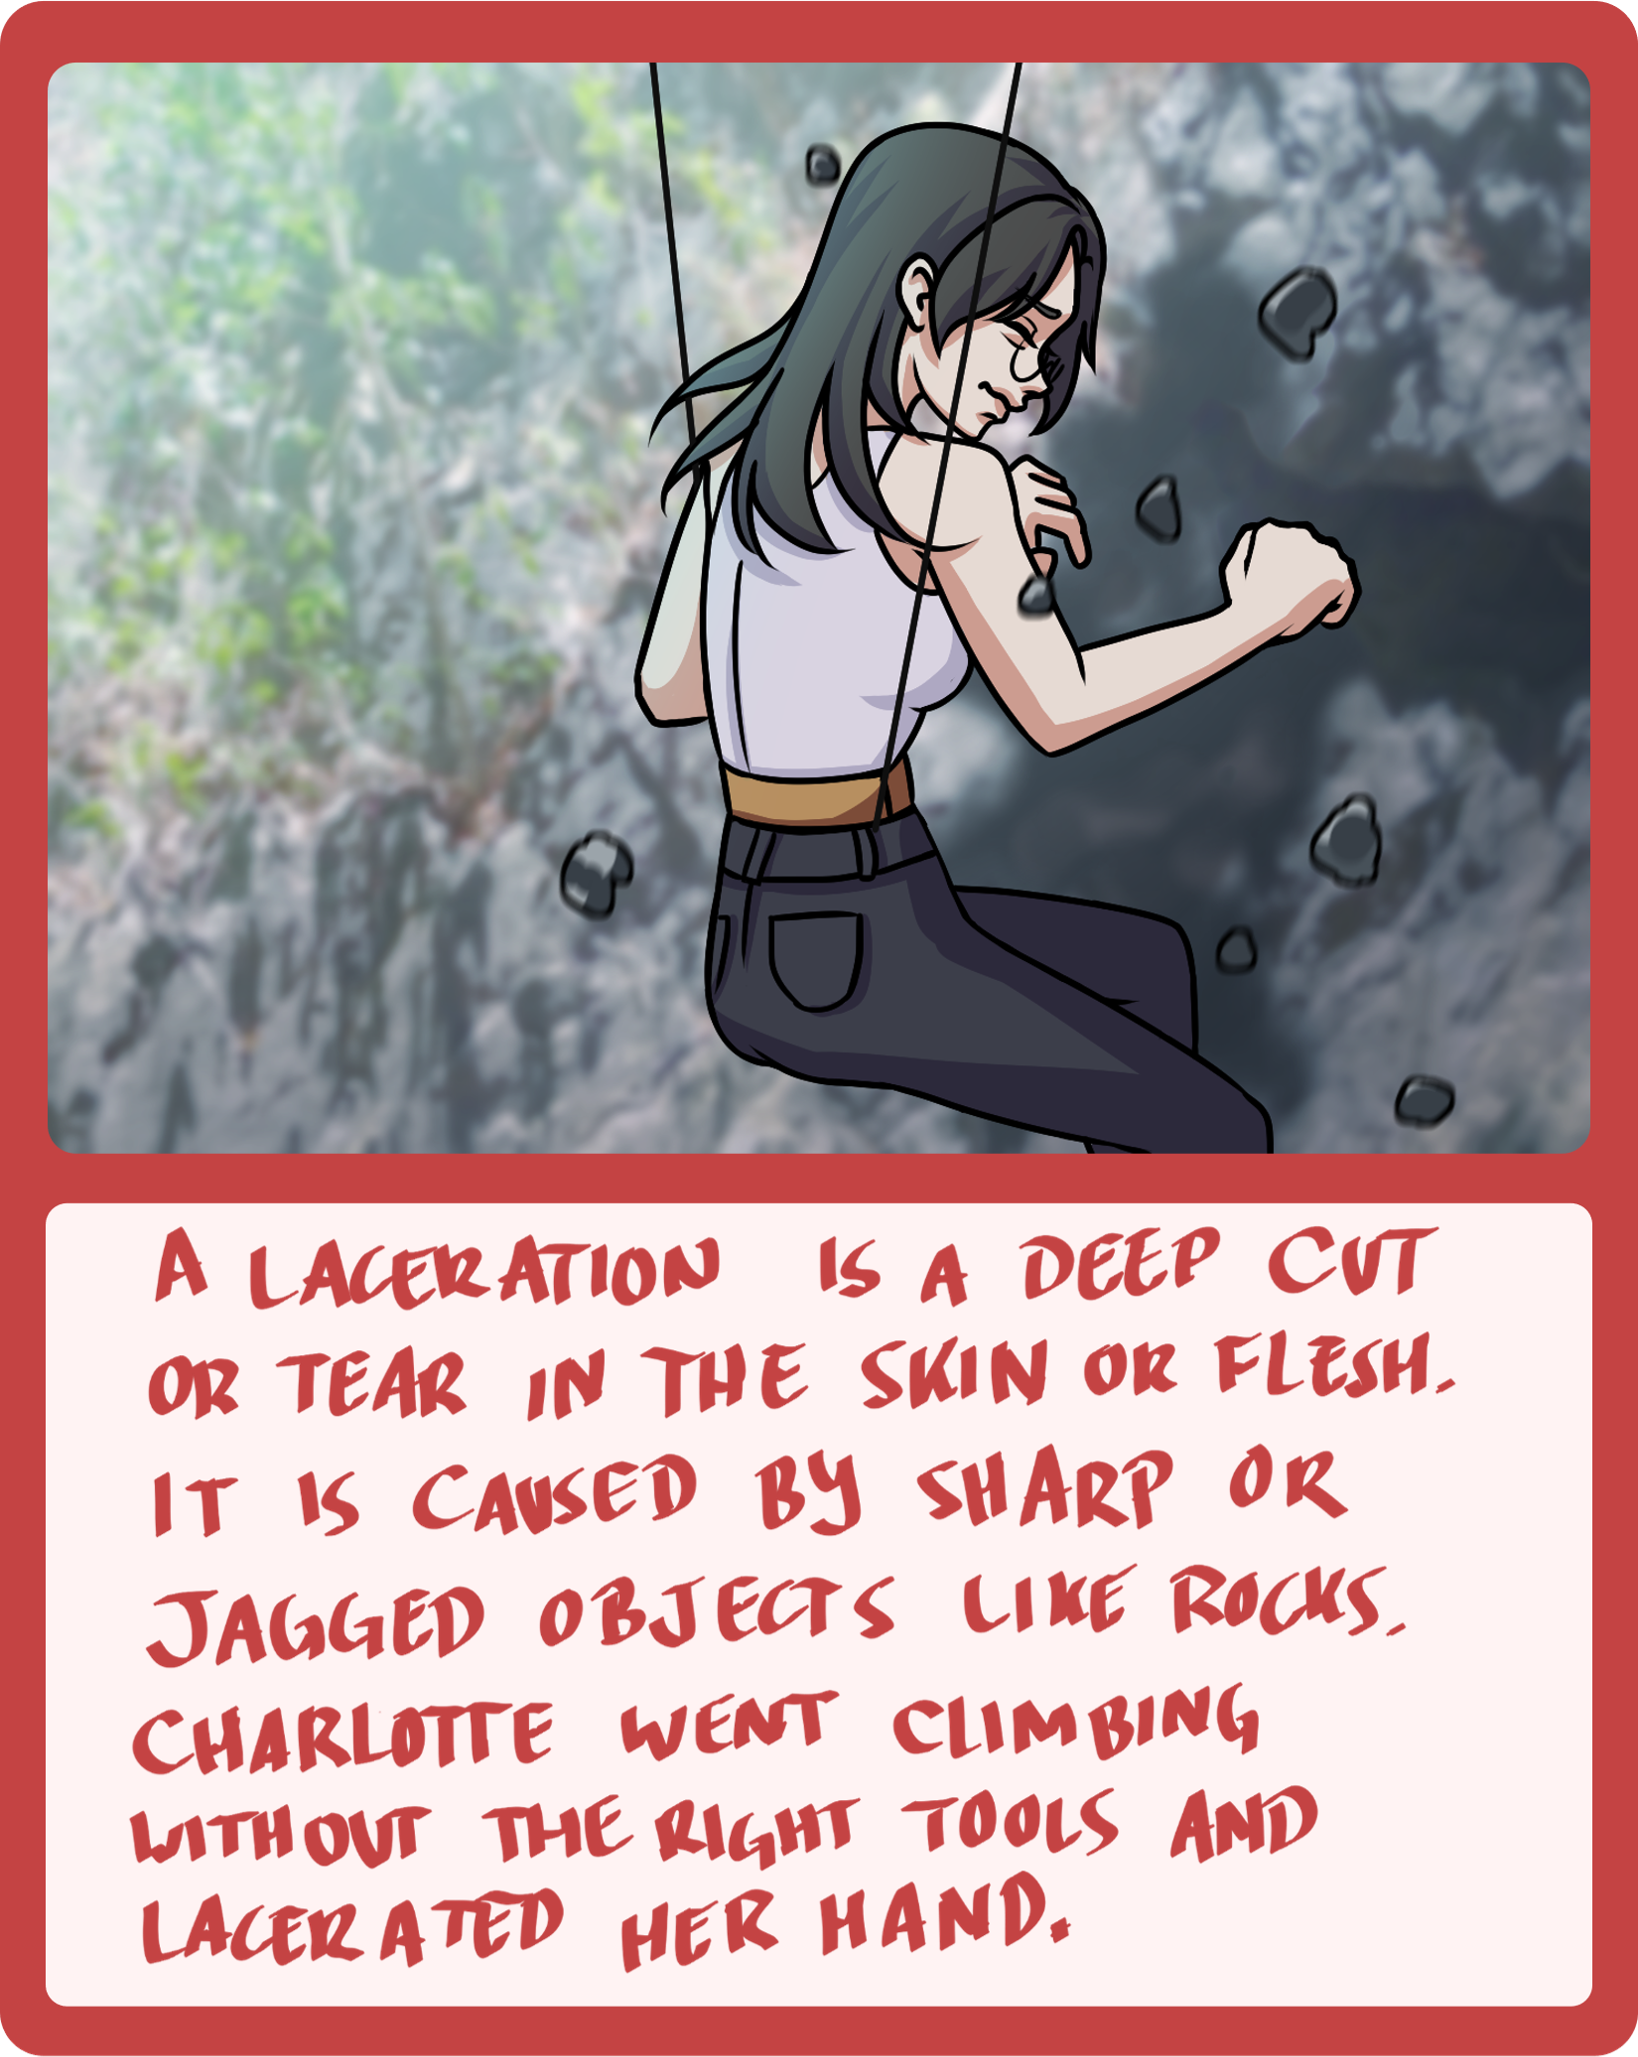 A LACERATION IS A DEEP CUT
OR TEAR IN THE SKIN OR FLESH.
IT IS CAUSED BY SHARP OR
JAGGED OBJECTS LIKE ROCKS.
CHARLOTTE WENT CLIMBING
WITHOUT THE RIGHT TOOLS AND
LACERATED HER HAND.